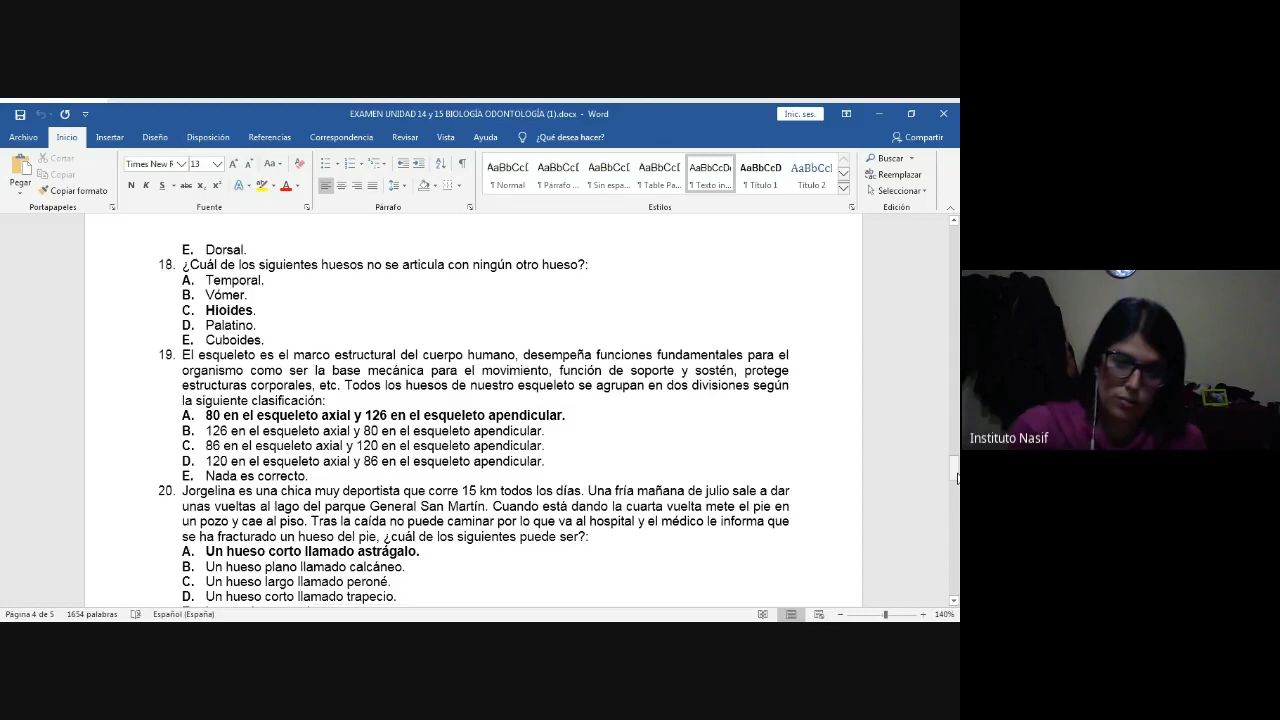 EXAMEN UNIDAD 14 y 15 BIOLOGÍA ODONTOLOGÍA (1).docx - Word
Inic. ses.
Archivo Inicio Insertar Diseño Disposición Referencias Correspondencia Revisar Vista Ayuda ¿Qué desea hacer? Compartir
Pegar
Cortar
Copiar
Copiar formato
Portapapeles
Times New R 13
Fuente
Párrafo
AaBbCcI AaBbCcI AaBbCcI AaBbCcI AaBbCcDi AaBbCcD AaBbCcI
¶ Normal ¶ Párrafo ... ¶ Sin espa... ¶ Table Pa... ¶ Texto in... ¶ Título 1 Título 2
Estilos
Buscar
Reemplazar
Seleccionar
Edición
E. Dorsal.
18. ¿Cuál de los siguientes huesos no se articula con ningún otro hueso?:
A. Temporal.
B. Vómer.
C. Hioides.
D. Palatino.
E. Cuboides.
19. El esqueleto es el marco estructural del cuerpo humano, desempeña funciones fundamentales para el
organismo como ser la base mecánica para el movimiento, función de soporte y sostén, protege
estructuras corporales, etc. Todos los huesos de nuestro esqueleto se agrupan en dos divisiones según
la siguiente clasificación:
A. 80 en el esqueleto axial y 126 en el esqueleto apendicular.
B. 126 en el esqueleto axial y 80 en el esqueleto apendicular.
C. 86 en el esqueleto axial y 120 en el esqueleto apendicular.
D. 120 en el esqueleto axial y 86 en el esqueleto apendicular.
E. Nada es correcto.
20. Jorgelina es una chica muy deportista que corre 15 km todos los días. Una fría mañana de julio sale a dar
unas vueltas al lago del parque General San Martín. Cuando está dando la cuarta vuelta mete el pie en
un pozo y cae al piso. Tras la caída no puede caminar por lo que va al hospital y el médico le informa que
se ha fracturado un hueso del pie, ¿cuál de los siguientes puede ser?:
A. Un hueso corto llamado astrágalo.
B. Un hueso plano llamado calcáneo.
C. Un hueso largo llamado peroné.
D. Un hueso corto llamado trapecio.
Página 4 de 5 1654 palabras Español (España) 140%
Instituto Nasif